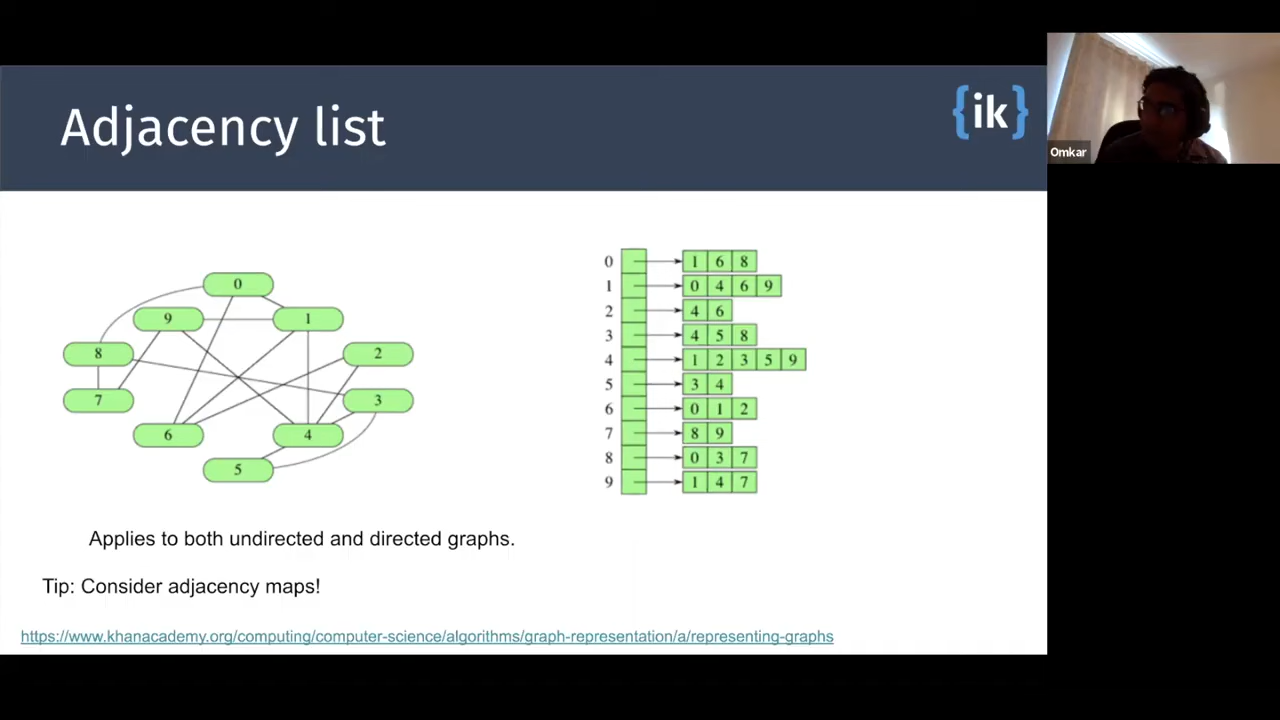 Adjacency list
{ik}
Omkar
0
9
1
8
2
7
3
6
4
5
0 1 6 8
1 0 4 6 9
2 4 6
3 4 5 8
4 1 2 3 5 9
5 3 4
6 0 1 2
7 8 9
8 0 3 7
9 1 4 7
Applies to both undirected and directed graphs.
Tip: Consider adjacency maps!
https://www.khanacademy.org/computing/computer-science/algorithms/graph-representation/a/representing-graphs